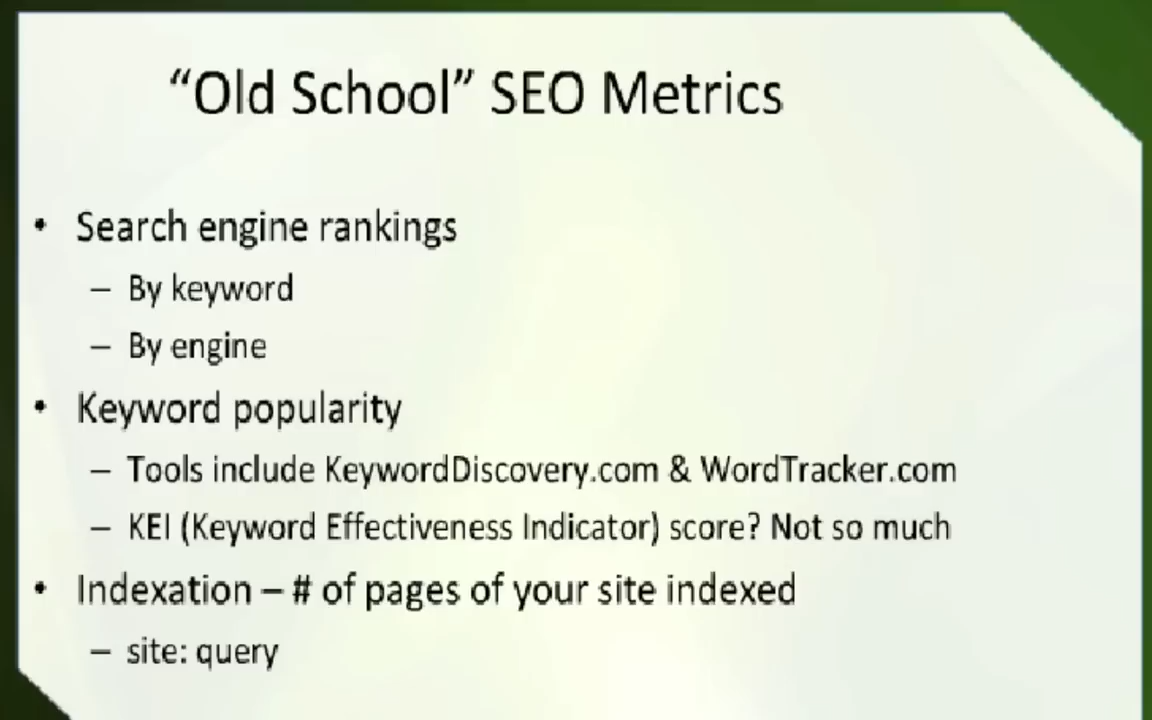 “Old School” SEO Metrics
• Search engine rankings
– By keyword
– By engine
• Keyword popularity
– Tools include KeywordDiscovery.com & WordTracker.com
– KEI (Keyword Effectiveness Indicator) score? Not so much
• Indexation – # of pages of your site indexed
– site: query